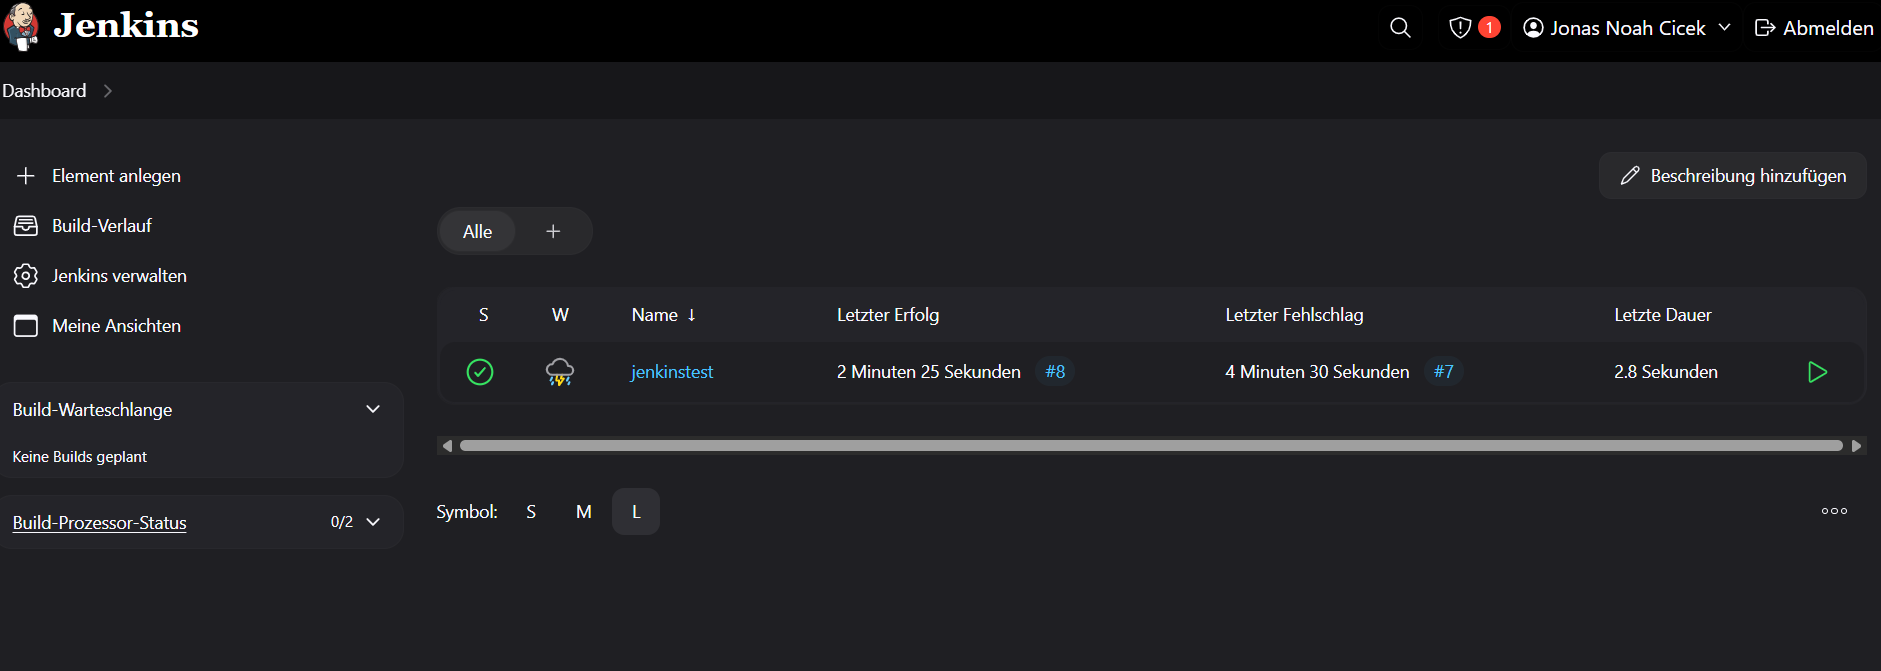 Jenkins
1
Jonas Noah Cicek
Abmelden
Dashboard
Element anlegen
Build-Verlauf
Jenkins verwalten
Meine Ansichten
Build-Warteschlange
Keine Builds geplant
Build-Prozessor-Status 0/2
Beschreibung hinzufügen
Alle +
S W Name ↓ Letzter Erfolg Letzter Fehlschlag Letzte Dauer
jenkinstest 2 Minuten 25 Sekunden #8 4 Minuten 30 Sekunden #7 2.8 Sekunden
Symbol: S M L